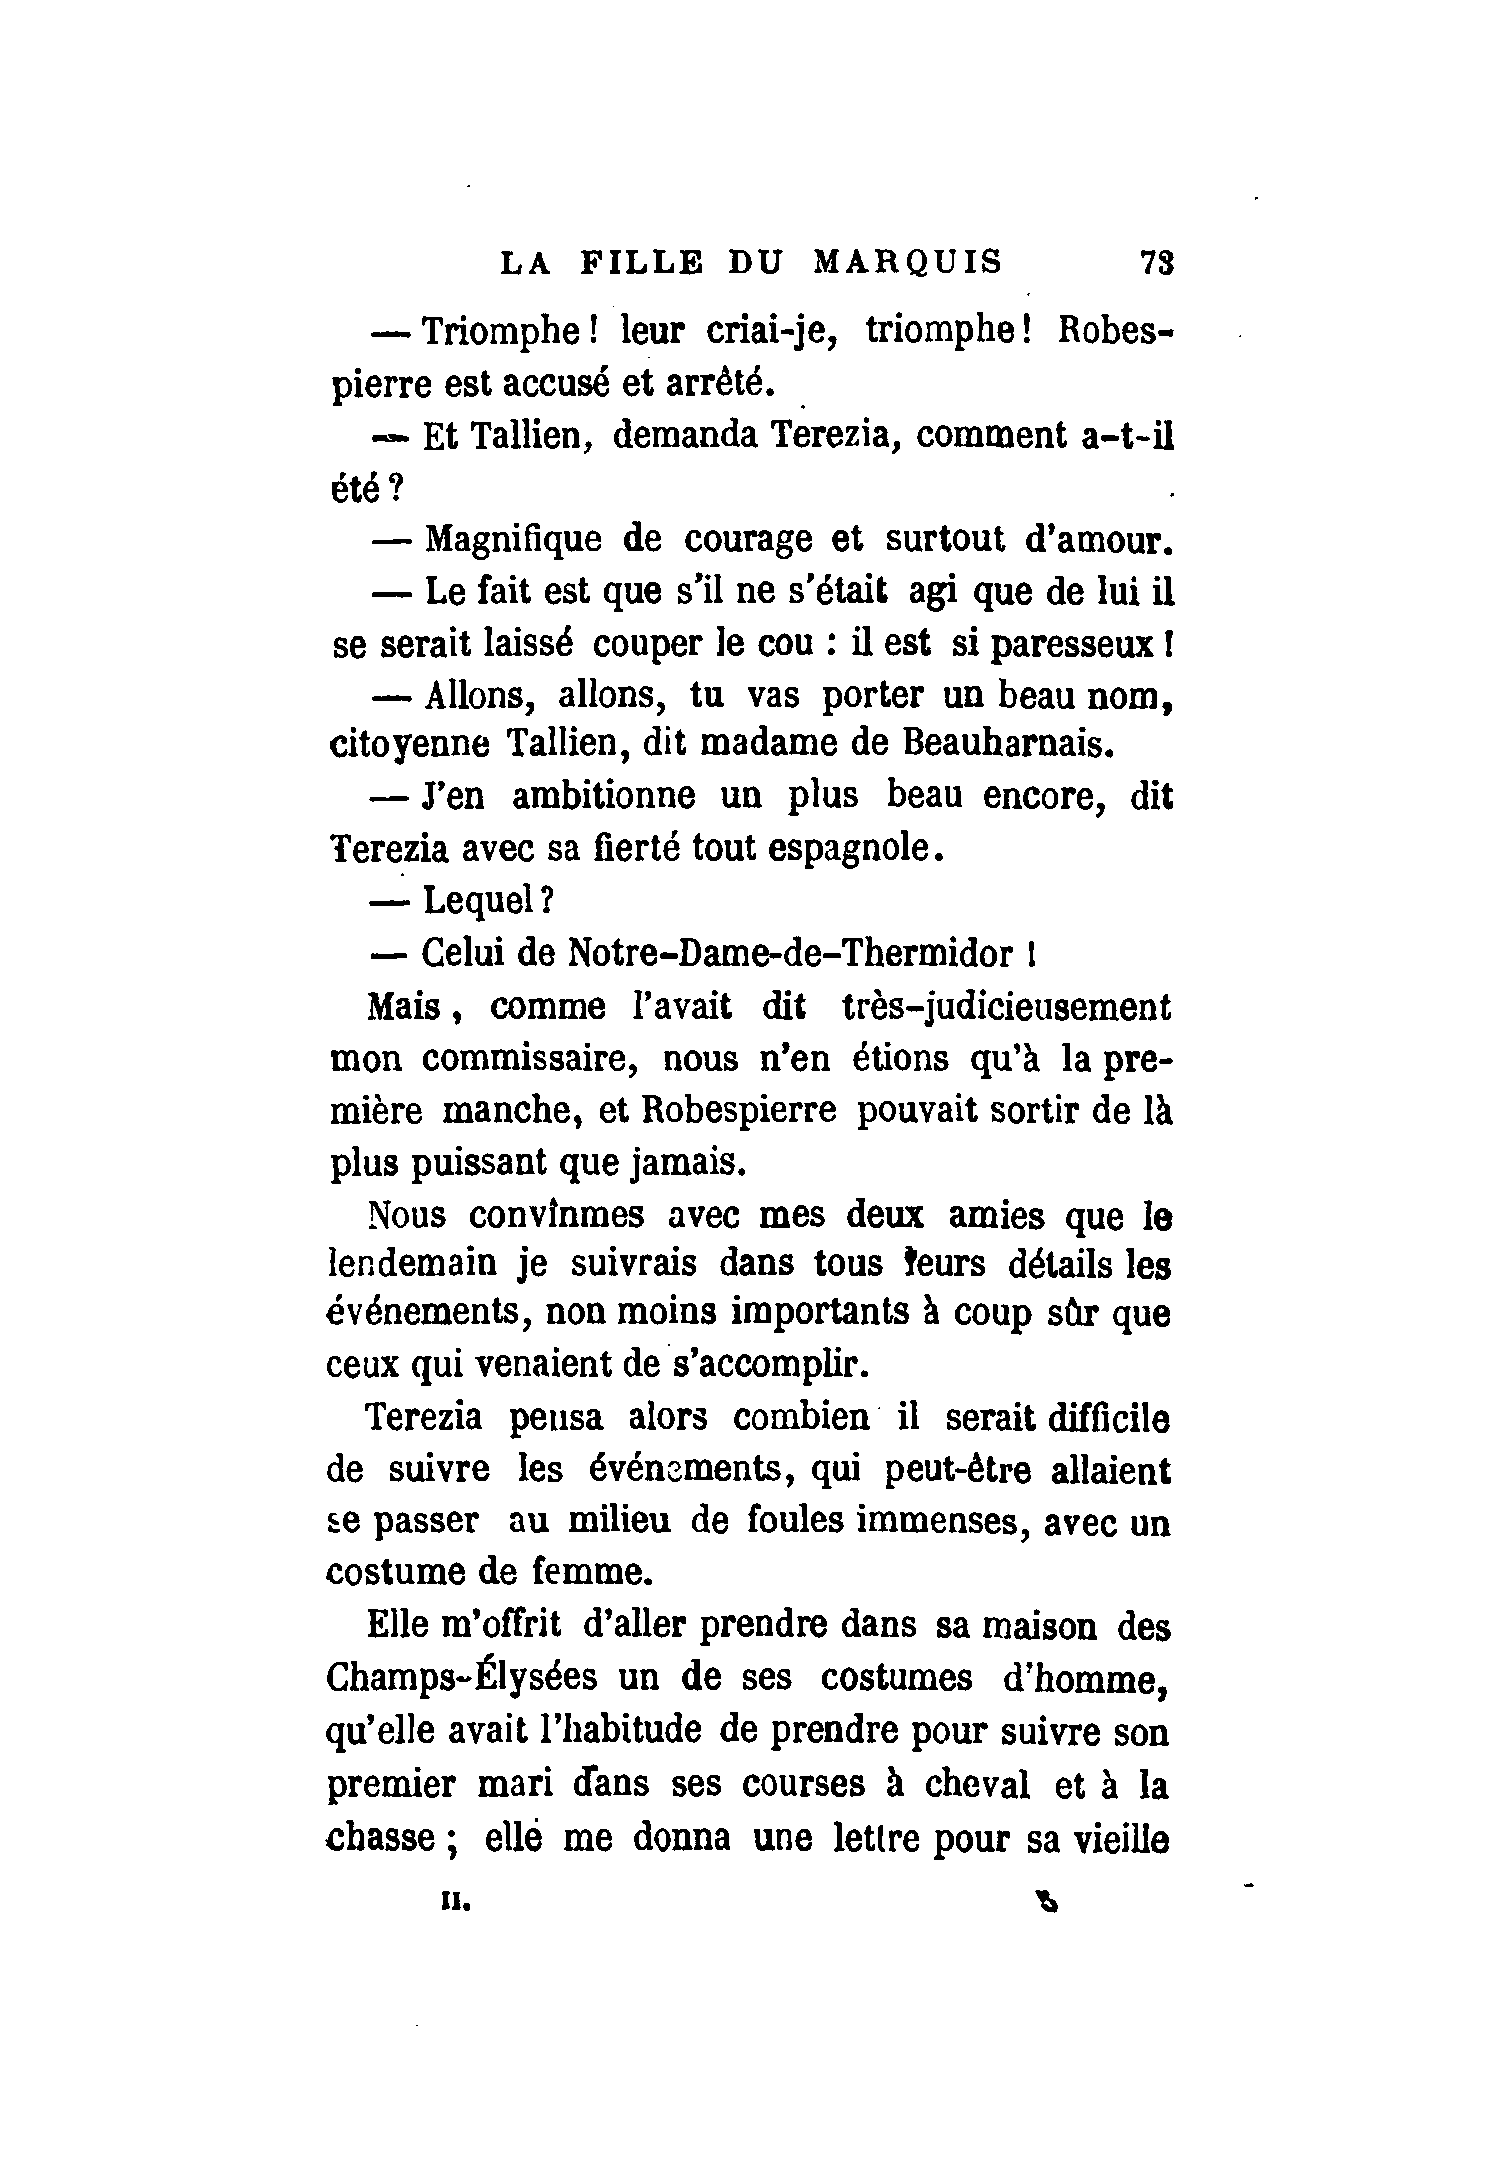 LA FILLE DU MARQUIS 73
— Triomphe ! leur criai-je, triomphe ! Robes-
pierre est accusé et arrêté.
— Et Tallien, demanda Terezia, comment a-t-il
été ?
— Magnifique de courage et surtout d'amour.
— Le fait est que s'il ne s'était agi que de lui il
se serait laissé couper le cou : il est si paresseux !
— Allons, allons, tu vas porter un beau nom,
citoyenne Tallien, dit madame de Beauharnais.
— J'en ambitionne un plus beau encore, dit
Terezia avec sa fierté tout espagnole.
— Lequel ?
— Celui de Notre-Dame-de-Thermidor !
Mais, comme l'avait dit très-judicieusement
mon commissaire, nous n'en étions qu'à la pre-
mière manche, et Robespierre pouvait sortir de là
plus puissant que jamais.
Nous convînmes avec mes deux amies que le
lendemain je suivrais dans tous leurs détails les
événements, non moins importants à coup sûr que
ceux qui venaient de s'accomplir.
Terezia pensa alors combien il serait difficile
de suivre les événements, qui peut-être allaient
se passer au milieu de foules immenses, avec un
costume de femme.
Elle m'offrit d'aller prendre dans sa maison des
Champs-Élysées un de ses costumes d'homme,
qu'elle avait l'habitude de prendre pour suivre son
premier mari dans ses courses à cheval et à la
chasse ; elle me donna une lettre pour sa vieille
II.